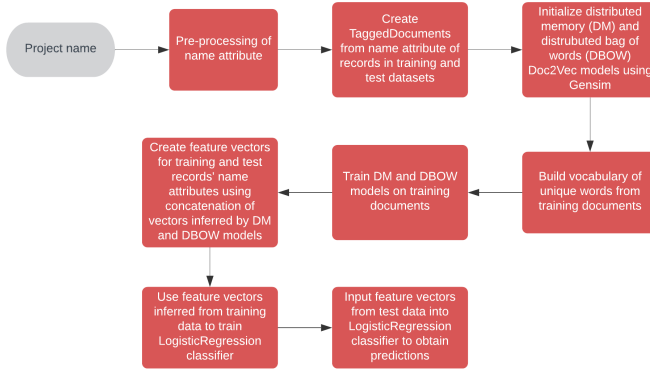 Project name
Pre-processing of
name attribute
Create
TaggedDocuments
from name attribute of
records in training and
test datasets
Initialize distributed
memory (DM) and
distrubuted bag of
words (DBOW)
Doc2Vec models using
Gensim
Create feature vectors
for training and test
records' name
attributes using
concatenation of
vectors inferred by DM
and DBOW models
Train DM and DBOW
models on training
documents
Build vocabulary of
unique words from
training documents
Use feature vectors
inferred from training
data to train
LogisticRegression
classifier
Input feature vectors
from test data into
LogisticRegression
classifier to obtain
predictions